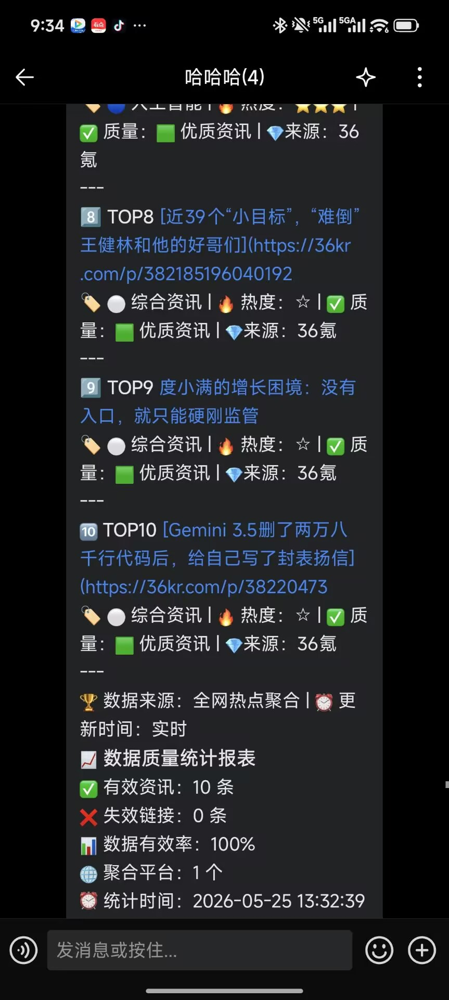 9:34
看点
5G
5GA
6
哈哈哈(4)
人工智能 | 🔥 热度：⭐⭐⭐ |
✅ 质量：🟩 优质资讯 | 💎来源：36
氪
---
8️⃣ TOP8 [近39个“小目标”，“难倒”
王健林和他的好哥们](https://36kr
.com/p/382185196040192
🏷️ ⚪ 综合资讯 | 🔥 热度：☆ | ✅ 质
量：🟩 优质资讯 | 💎来源：36氪
---
9️⃣ TOP9 度小满的增长困境：没有
入口，就只能硬刚监管
🏷️ ⚪ 综合资讯 | 🔥 热度：☆ | ✅ 质
量：🟩 优质资讯 | 💎来源：36氪
---
🔟 TOP10 [Gemini 3.5删了两万八
千行代码后，给自己写了封表扬信]
(https://36kr.com/p/38220473
🏷️ ⚪ 综合资讯 | 🔥 热度：☆ | ✅ 质
量：🟩 优质资讯 | 💎来源：36氪
---
🏆 数据来源：全网热点聚合 | ⏰ 更
新时间：实时
📈 数据质量统计报表
✅ 有效资讯：10 条
❌ 失效链接：0 条
📊 数据有效率：100%
🌐 聚合平台：1 个
⏰ 统计时间：2026-05-25 13:32:39
发消息或按住...